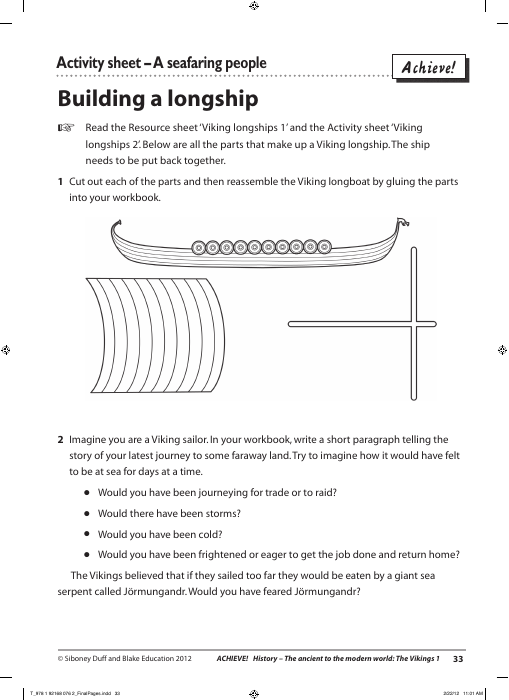 Activity sheet – A seafaring people
Achieve!
Building a longship
Read the Resource sheet ‘Viking longships 1’ and the Activity sheet ‘Viking
longships 2’. Below are all the parts that make up a Viking longship. The ship
needs to be put back together.
1 Cut out each of the parts and then reassemble the Viking longboat by gluing the parts
into your workbook.
2 Imagine you are a Viking sailor. In your workbook, write a short paragraph telling the
story of your latest journey to some faraway land. Try to imagine how it would have felt
to be at sea for days at a time.
● Would you have been journeying for trade or to raid?
● Would there have been storms?
● Would you have been cold?
● Would you have been frightened or eager to get the job done and return home?
The Vikings believed that if they sailed too far they would be eaten by a giant sea
serpent called Jörmungandr. Would you have feared Jörmungandr?
© Siboney Duff and Blake Education 2012 ACHIEVE! History – The ancient to the modern world: The Vikings 1 33